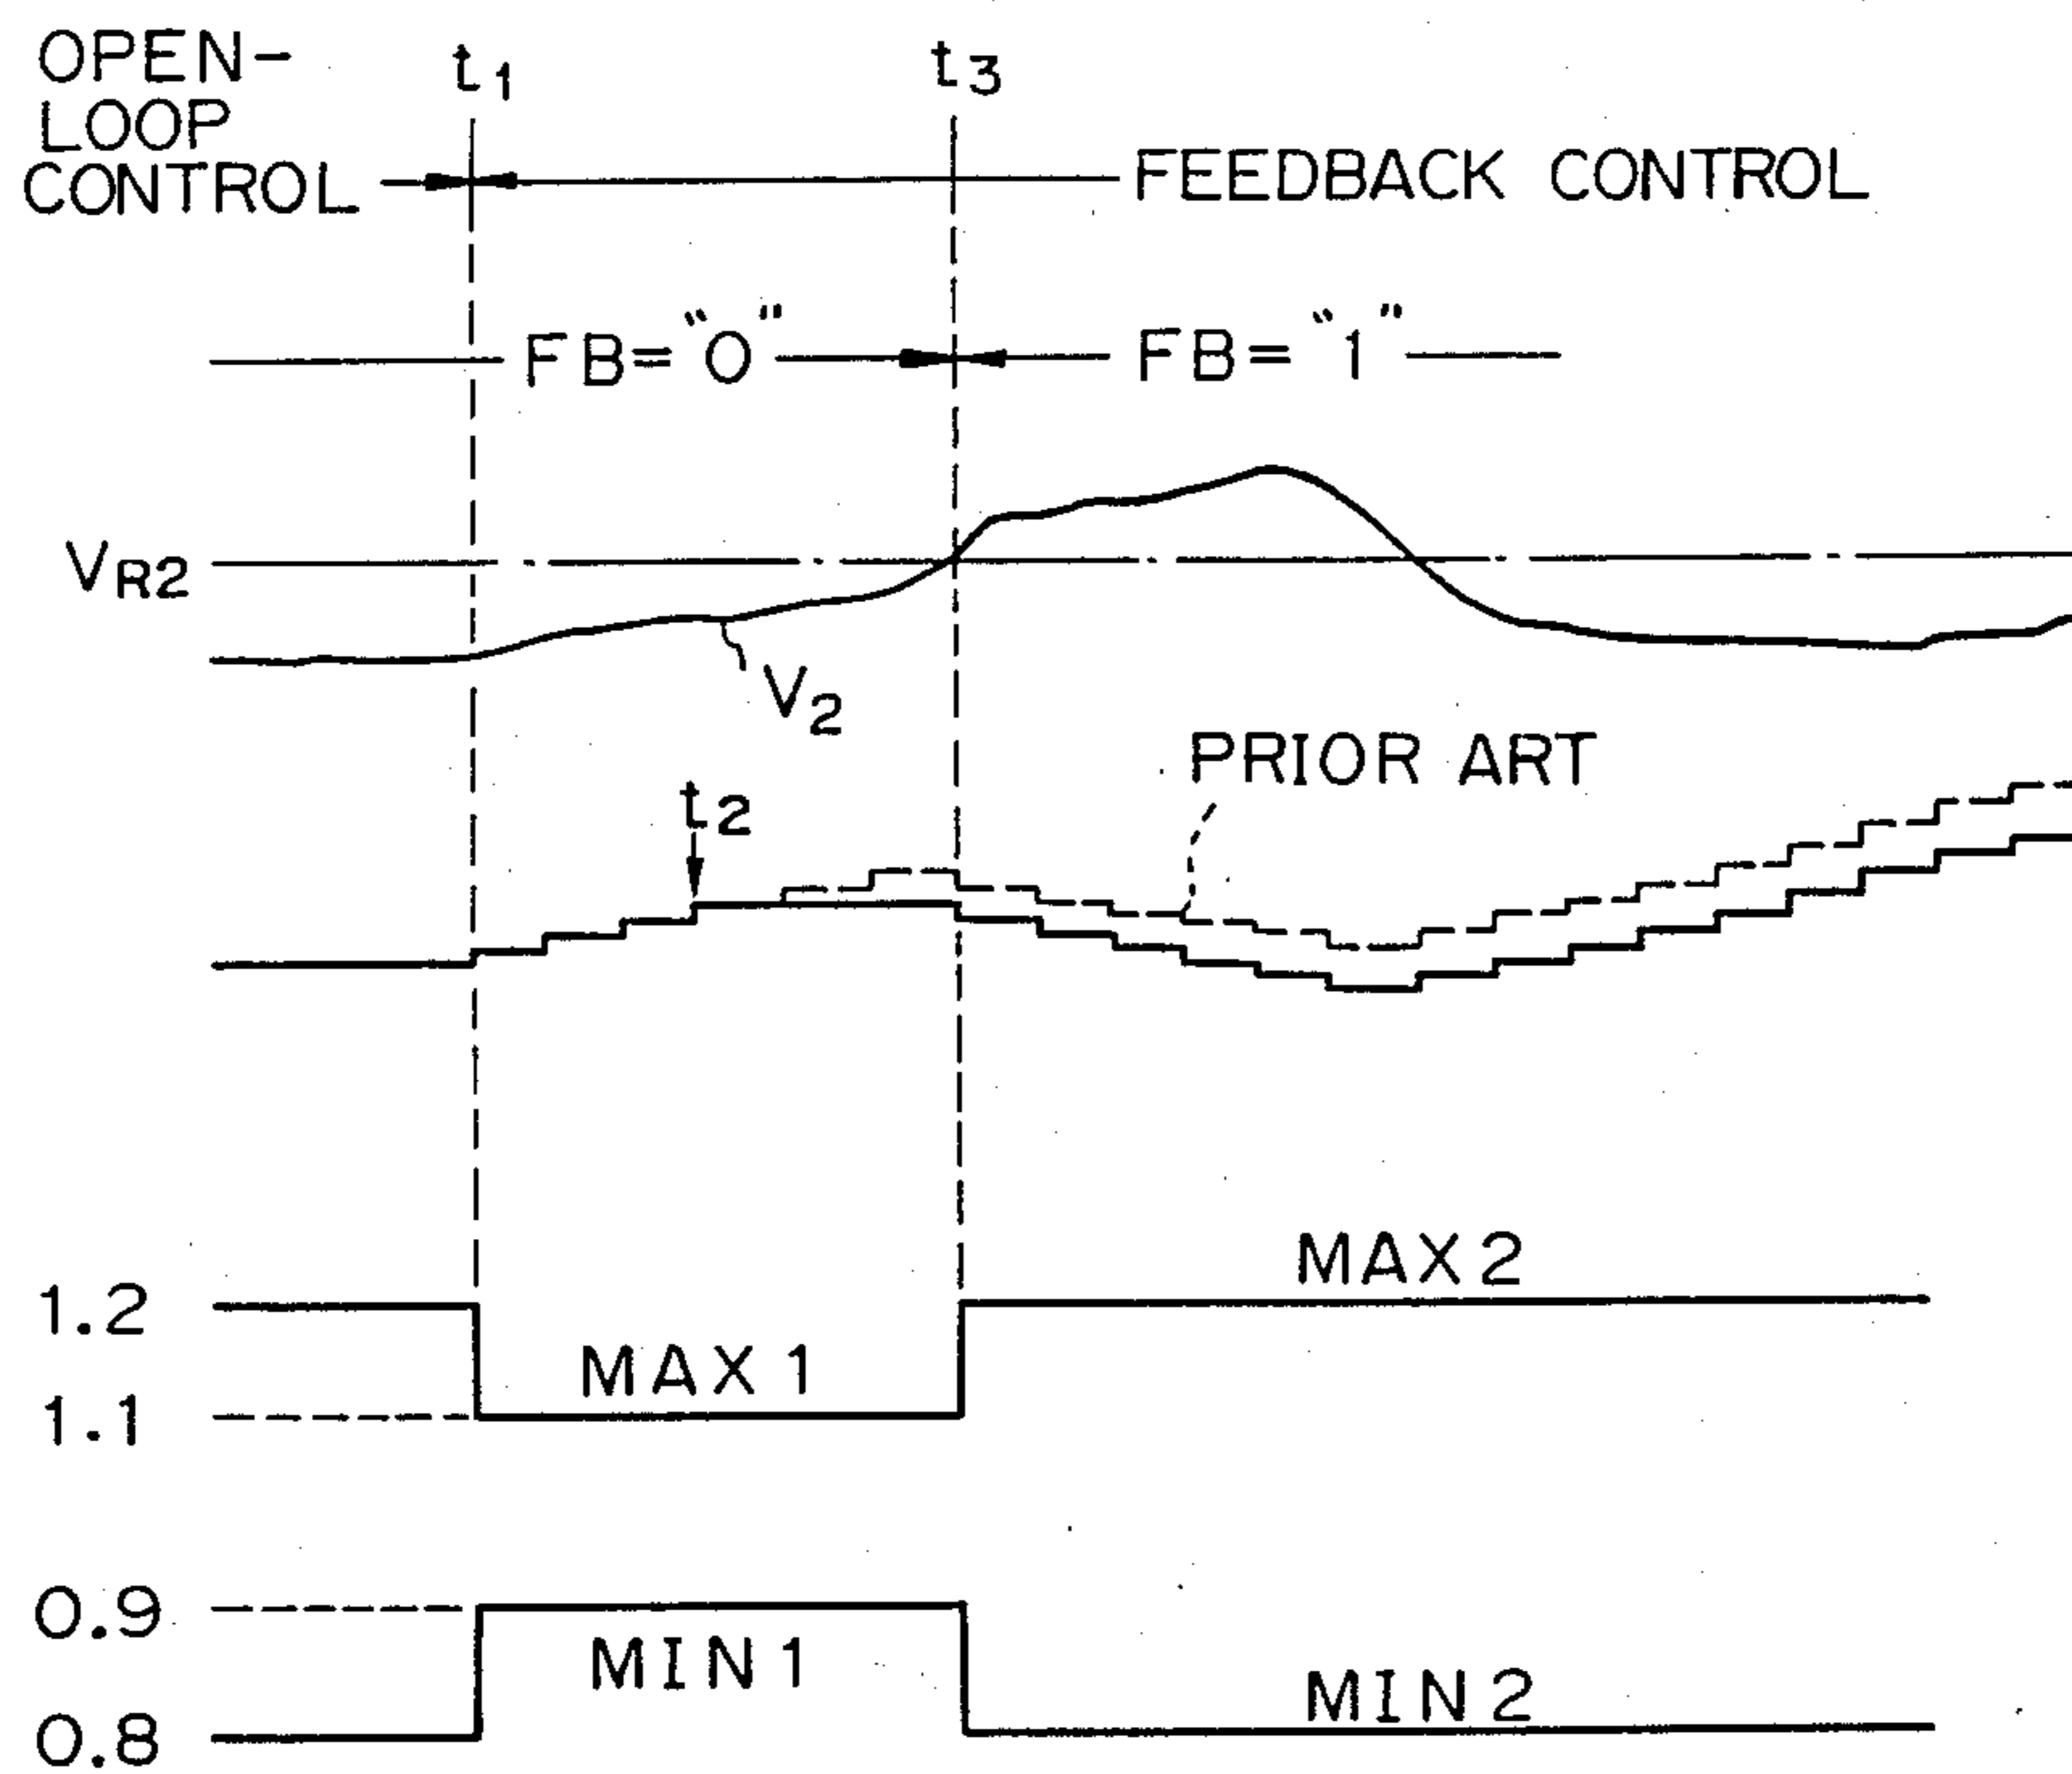 OPEN-
LOOP
CONTROL
t1
t3
FEEDBACK CONTROL
FB="0"
FB="1"
VR2
V2
PRIOR ART
t2
MAX2
1.2
MAX1
1.1
0.9
MIN1
MIN2
0.8